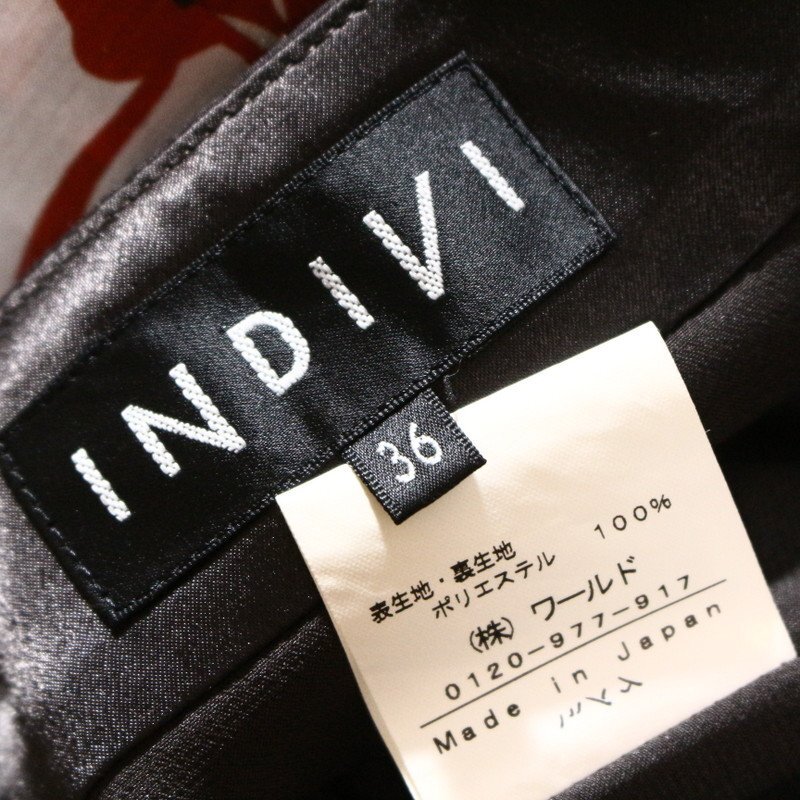 INDIVI
36
表生地・裏生地
ポリエステル 100%
(株) ワールド
0120-977-917
Made in Japan